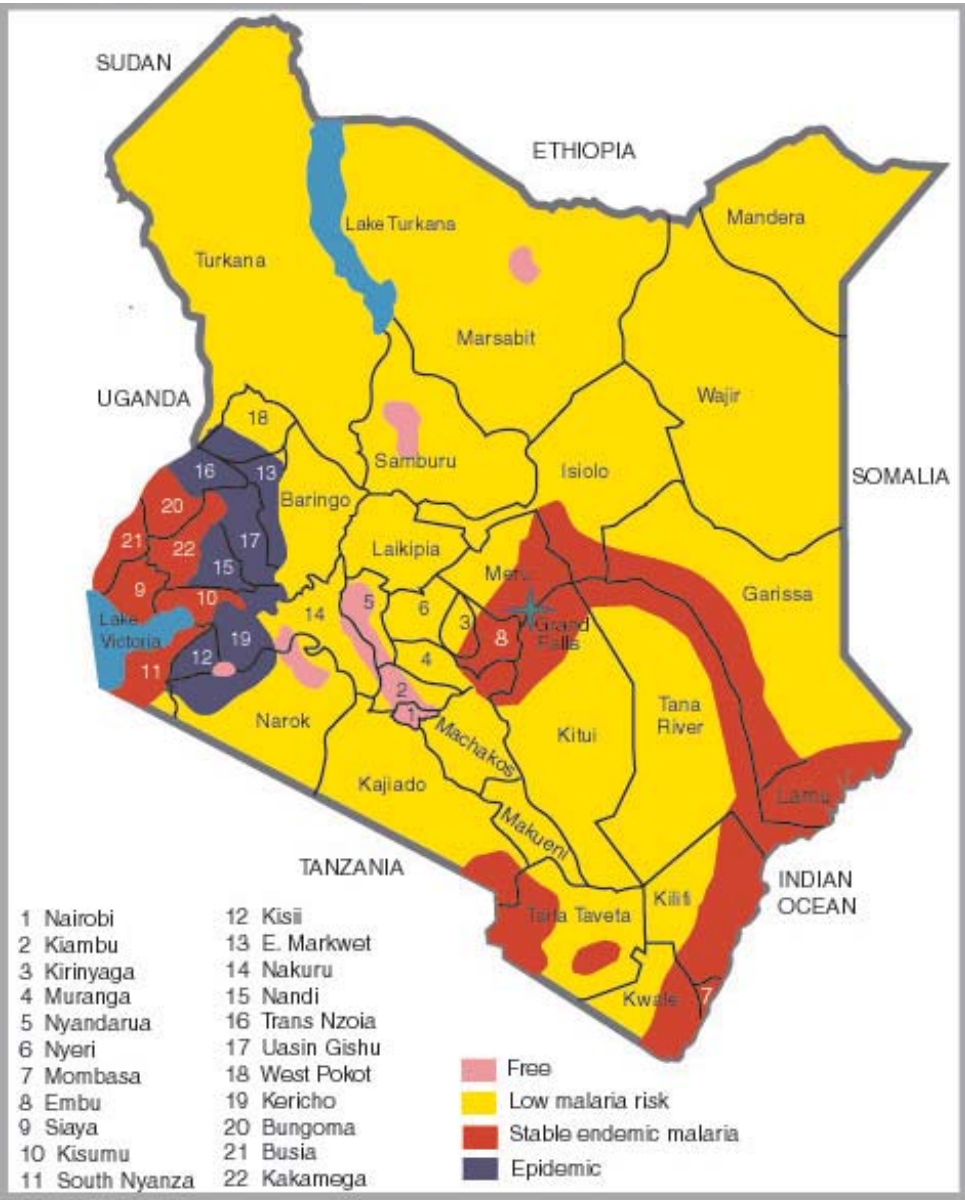 SUDAN
ETHIOPIA
Mandera
Lake Turkana
Turkana
Marsabit
UGANDA
Wajir
18
Samburu
Isiolo
SOMALIA
16
13
Baringo
20
21
22
17
Laikipia
15
Meru
9
10
14
5
6
3
8
Grand
Falls
Garissa
Lake
Victoria
19
12
11
4
2
1
Narok
Machakos
Kitui
Tana
River
Kajiado
Lamu
Makueni
TANZANIA
INDIAN
OCEAN
Taita Taveta
Kilifi
Kwale
7
1 Nairobi
2 Kiambu
3 Kirinyaga
4 Muranga
5 Nyandarua
6 Nyeri
7 Mombasa
8 Embu
9 Siaya
10 Kisumu
11 South Nyanza
12 Kisii
13 E. Markwet
14 Nakuru
15 Nandi
16 Trans Nzoia
17 Uasin Gishu
18 West Pokot
19 Kericho
20 Bungoma
21 Busia
22 Kakamega
Free
Low malaria risk
Stable endemic malaria
Epidemic